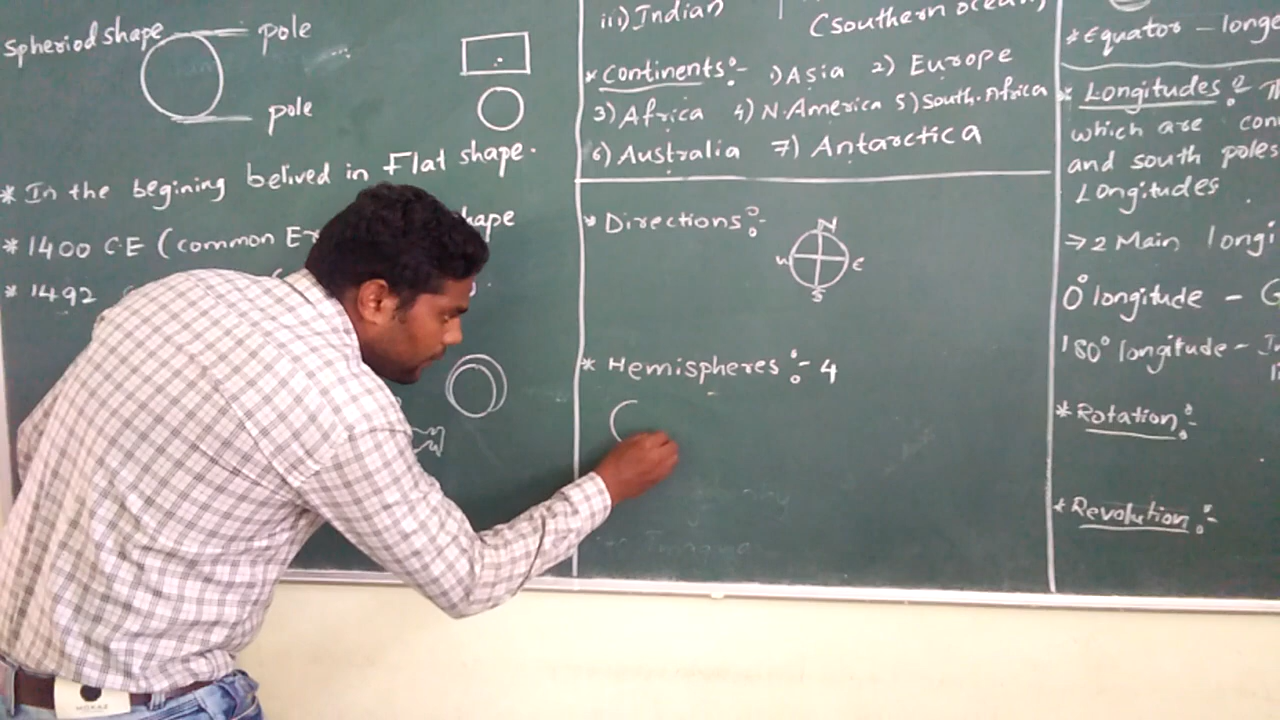 Spheriod shape pole
pole
* In the begining belived in Flat shape.
* 1400 C.E (common
* 1492
iii) Indian
(Southern ocean)
* Continents :- 1) Asia 2) Europe
3) Africa 4) N. America 5) South. Africa
6) Australia 7) Antarctica
* Directions :-
N
W E
S
* Hemispheres :- 4
* Equator - longe
* Longitudes :
which are con
and south poles
Longitudes
→ 2 Main longi
0° longitude - G
180° longitude - In
* Rotation :-
* Revolution :-